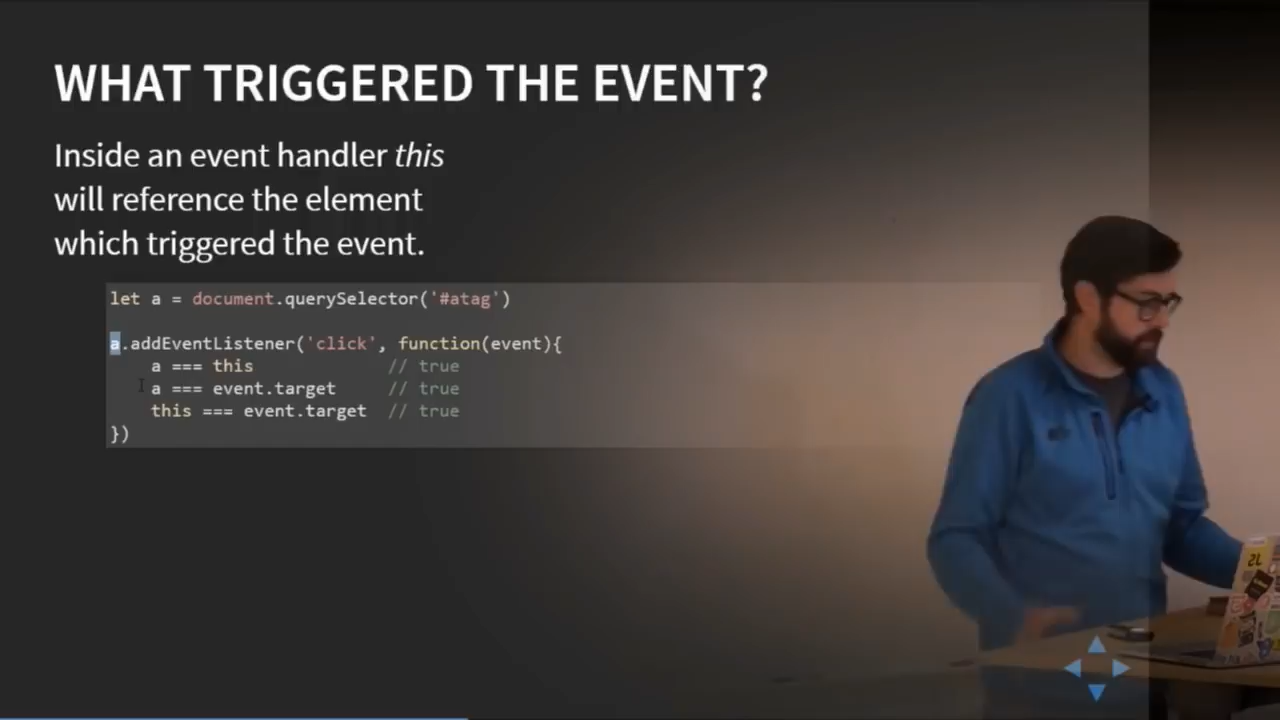 WHAT TRIGGERED THE EVENT?
Inside an event handler this
will reference the element
which triggered the event.
let a = document.querySelector('#atag')
a.addEventListener('click', function(event){
    a === this             // true
    a === event.target     // true
    this === event.target  // true
})